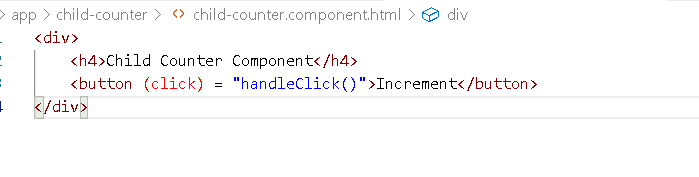 app > child-counter > <> child-counter.component.html > div
<div>
2 <h4>Child Counter Component</h4>
3 <button (click) = "handleClick()">Increment</button>
4 </div>